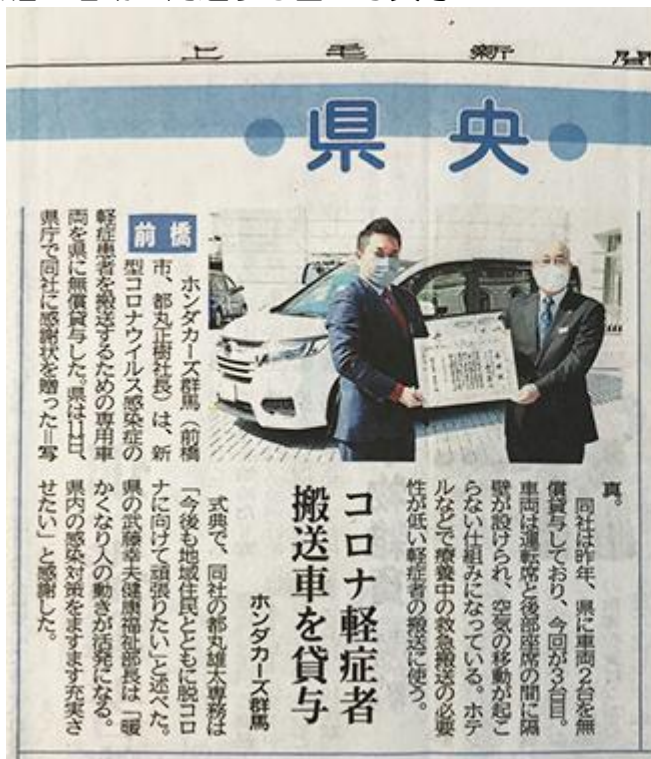 上毛新聞
県央
前橋
ホンダカーズ群馬(前橋
市、都丸正樹社長)は、新
型コロナウイルス感染症の
軽症患者を搬送するための専用車
両を県に無償貸与した。県は11日、
県庁で同社に感謝状を贈った=写
真。
同社は昨年、県に車両2台を無
償貸与しており、今回が3台目。
車両は運転席と後部座席の間に隔
壁が設けられ、空気の移動が起こ
らない仕組みになっている。ホテ
ルなどで療養中の救急搬送の必要
性が低い軽症者の搬送に使う。
コロナ軽症者
搬送車を貸与
ホンダカーズ群馬
式典で、同社の都丸雄太専務は
「今後も地域住民とともに脱コロ
ナに向けて頑張りたい」と述べた。
県の武藤幸夫健康福祉部長は「暖
かくなり人の動きが活発になる。
県内の感染対策をますます充実さ
せたい」と感謝した。